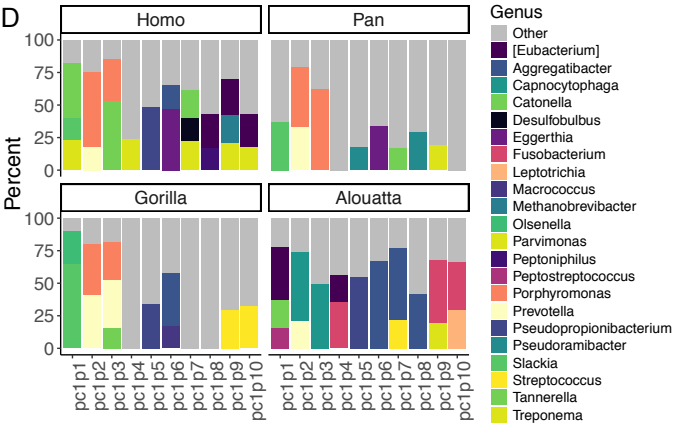 D
Homo
Pan
Percent
100
75
50
25
0
Gorilla
Alouatta
100
75
50
25
0
pc1p1
pc1p2
pc1p3
pc1p4
pc1p5
pc1p6
pc1p7
pc1p8
pc1p9
pc1p10
pc1p1
pc1p2
pc1p3
pc1p4
pc1p5
pc1p6
pc1p7
pc1p8
pc1p9
pc1p10
Genus
Other
[Eubacterium]
Aggregatibacter
Capnocytophaga
Catonella
Desulfobulbus
Eggerthia
Fusobacterium
Leptotrichia
Macrococcus
Methanobrevibacter
Olsenella
Parvimonas
Peptoniphilus
Peptostreptococcus
Porphyromonas
Prevotella
Pseudopropionibacterium
Pseudoramibacter
Slackia
Streptococcus
Tannerella
Treponema